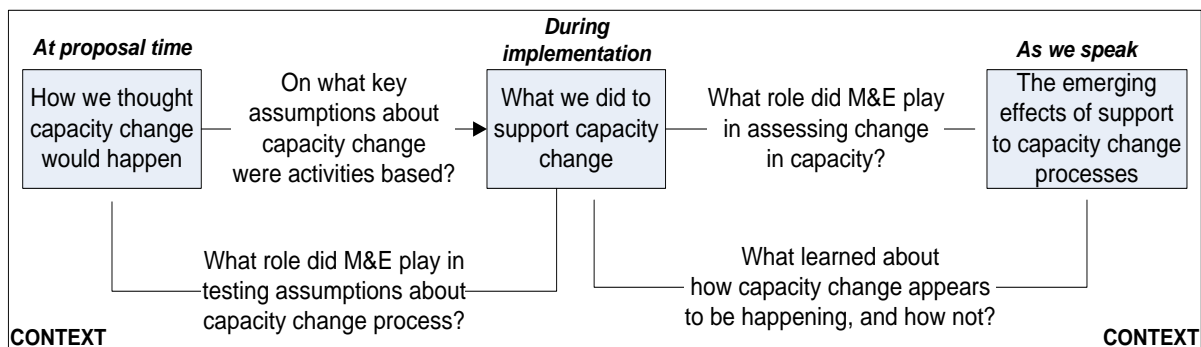 At proposal time
How we thought
capacity change
would happen
On what key
assumptions about
capacity change
were activities based?
During
implementation
What we did to
support capacity
change
What role did M&E play
in assessing change
in capacity?
As we speak
The emerging
effects of support
to capacity change
processes
What role did M&E play in
testing assumptions about
capacity change process?
What learned about
how capacity change appears
to be happening, and how not?
CONTEXT
CONTEXT